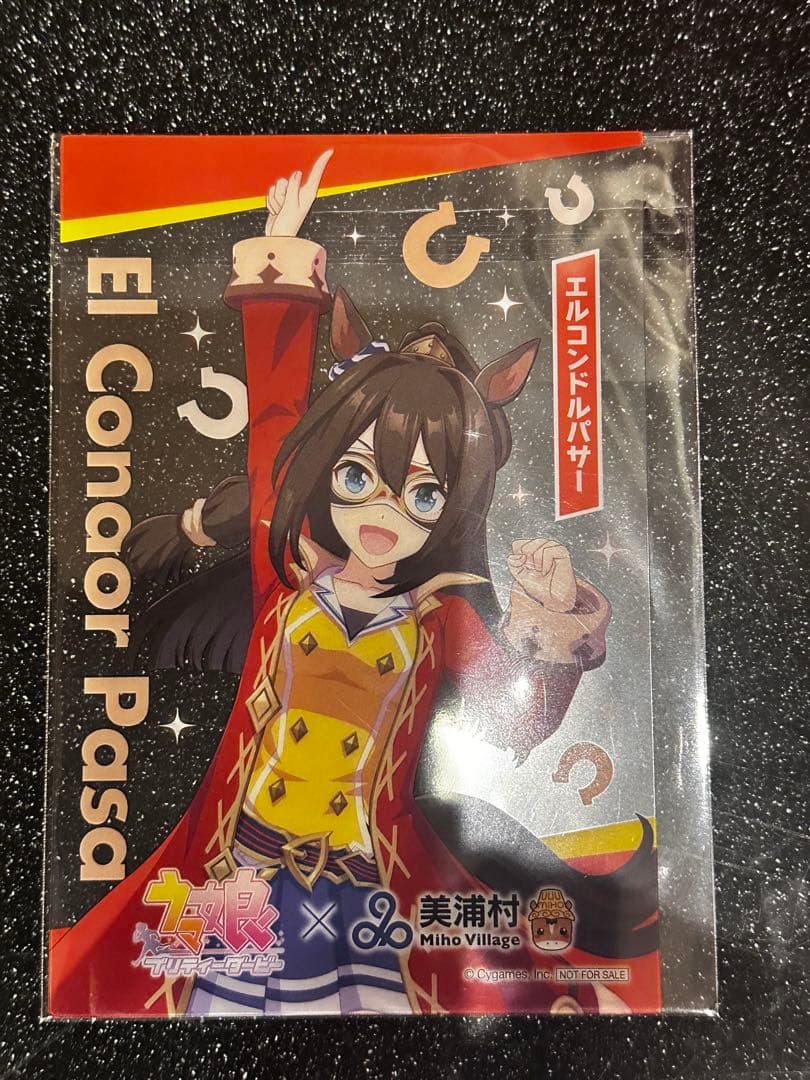 El Conaor Pasa
エルコンドルパサー
ウマ娘
プリティーダービー
×
美浦村
Miho Village
MIHO
© Cygames, Inc. NOT FOR SALE